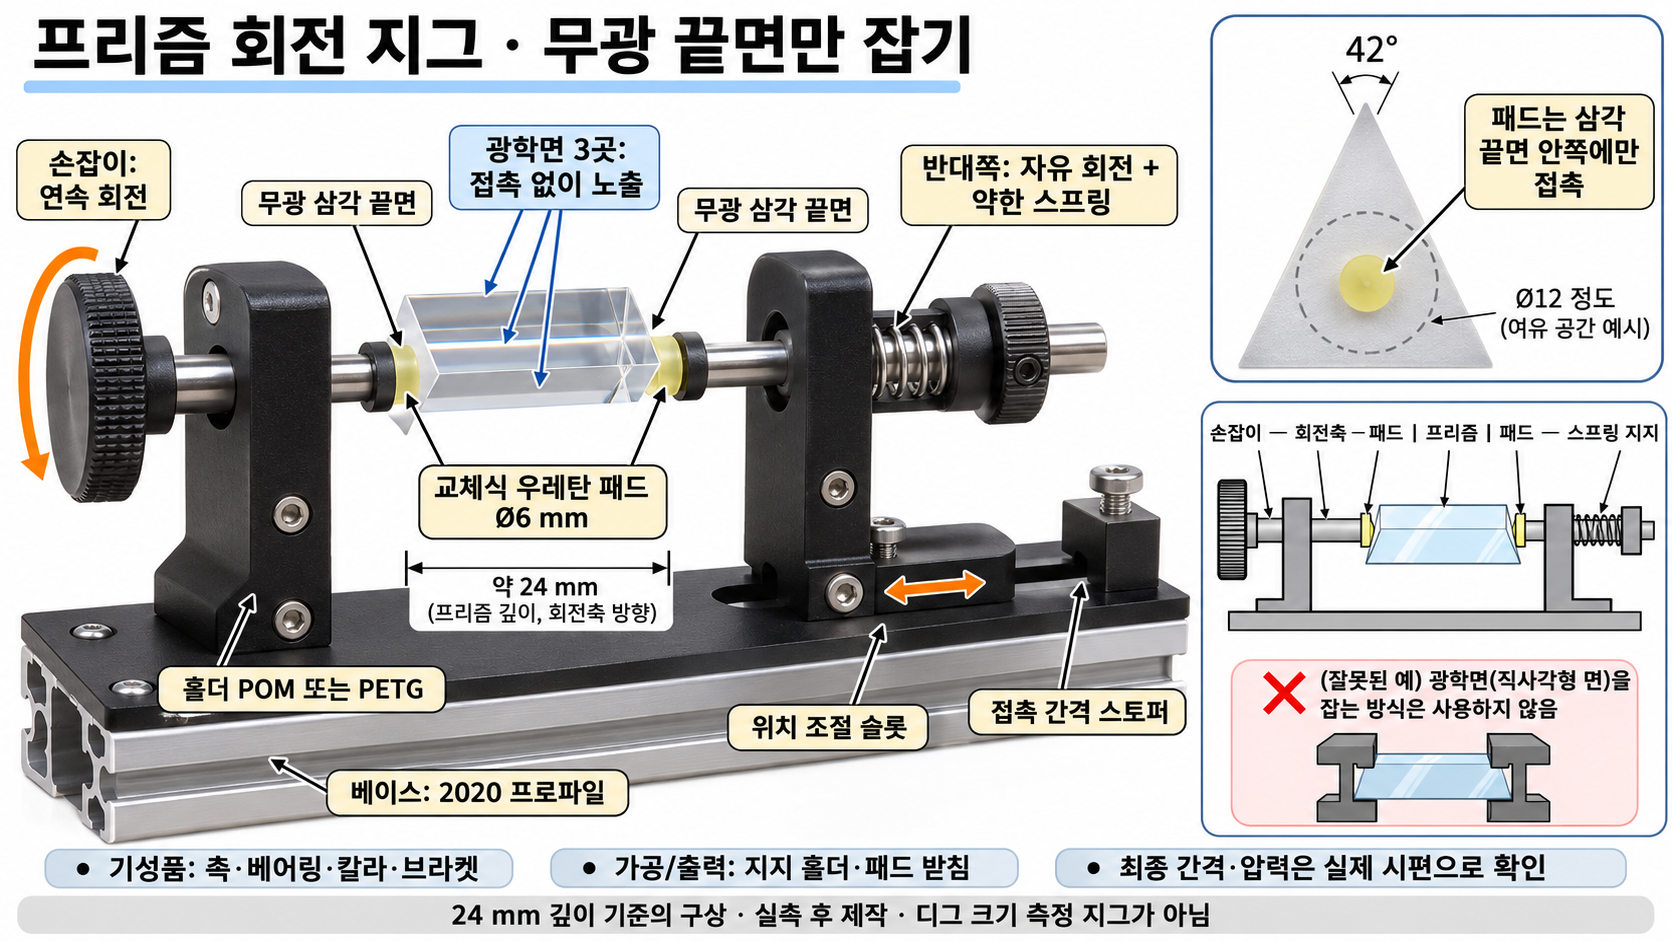 프리즘 회전 지그 · 무광 끝면만 잡기
손잡이:
연속 회전
무광 삼각 끝면
광학면 3곳:
접촉 없이 노출
무광 삼각 끝면
반대쪽: 자유 회전 +
약한 스프링
교체식 우레탄 패드
Ø6 mm
약 24 mm
(프리즘 깊이, 회전축 방향)
홀더 POM 또는 PETG
위치 조절 슬롯
접촉 간격 스토퍼
베이스: 2020 프로파일
42°
패드는 삼각
끝면 안쪽에만
접촉
Ø12 정도
(여유 공간 예시)
손잡이 — 회전축 – 패드 | 프리즘 | 패드 — 스프링 지지
(잘못된 예) 광학면(직사각형 면)을
잡는 방식은 사용하지 않음
• 기성품: 촉·베어링·칼라·브라켓
• 가공/출력: 지지 홀더·패드 받침
• 최종 간격·압력은 실제 시편으로 확인
24 mm 깊이 기준의 구상 · 실측 후 제작 · 디그 크기 측정 지그가 아님